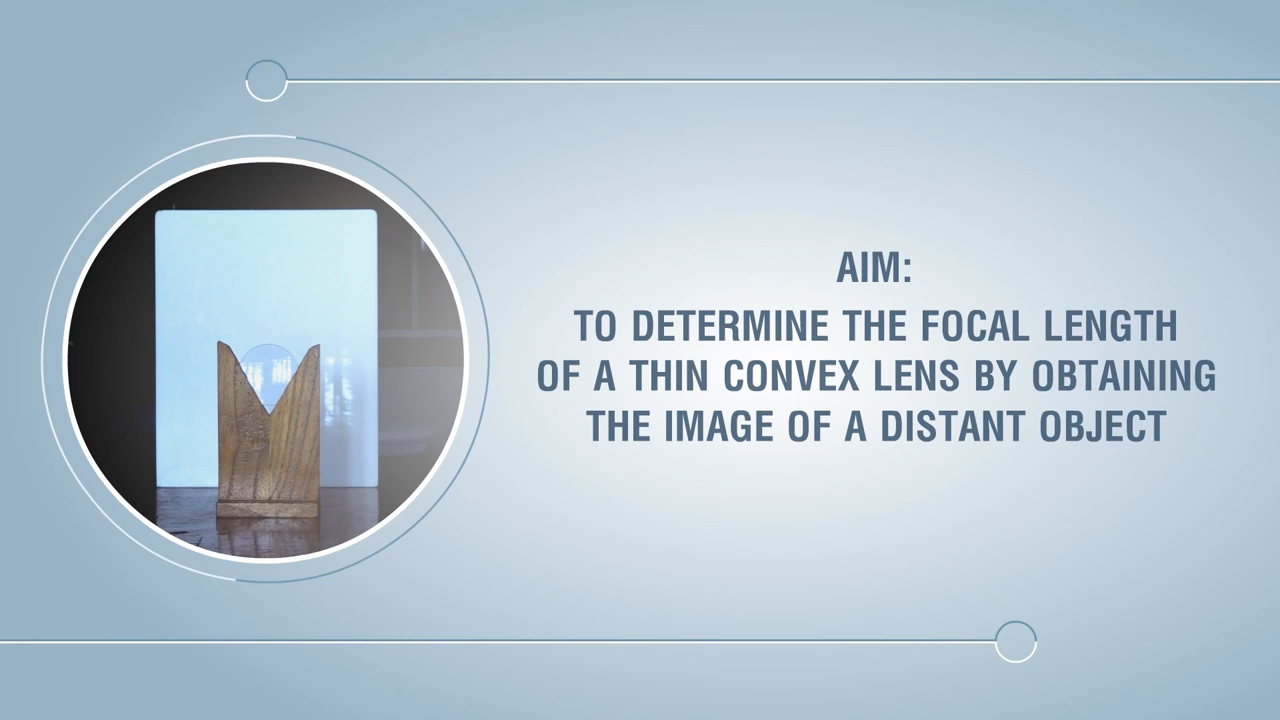 AIM:
TO DETERMINE THE FOCAL LENGTH
OF A THIN CONVEX LENS BY OBTAINING
THE IMAGE OF A DISTANT OBJECT